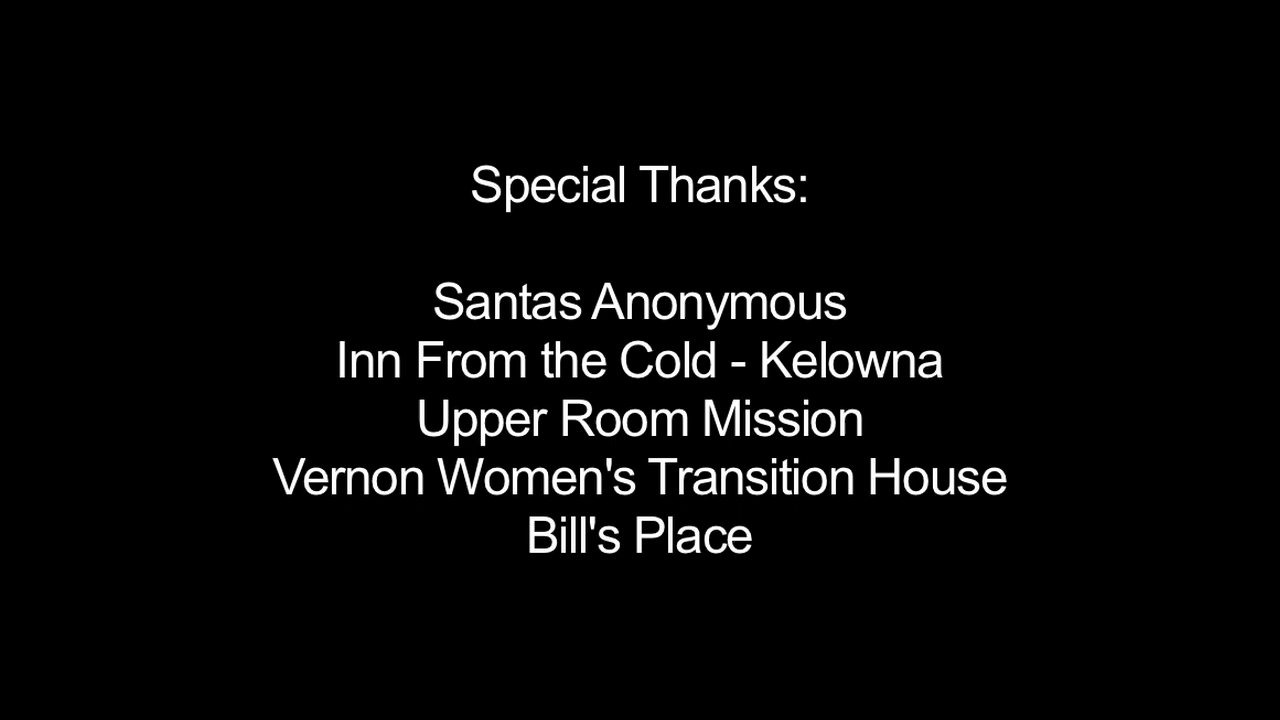 Special Thanks:
Santas Anonymous
Inn From the Cold - Kelowna
Upper Room Mission
Vernon Women's Transition House
Bill's Place